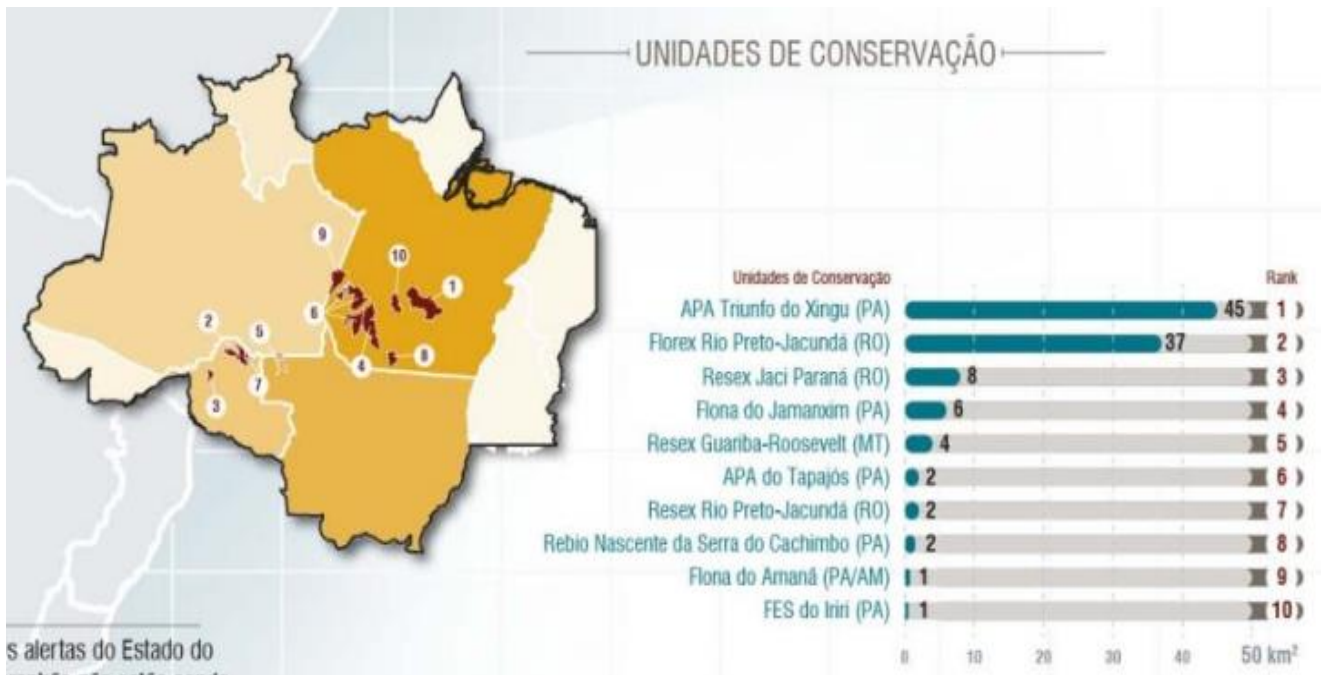 UNIDADES DE CONSERVAÇÃO
9
10
1
6
2
5
4
8
7
3
Unidades de Conservação Rank
APA Triunfo do Xingu (PA) 45 1
Florex Rio Preto-Jacundá (RO) 37 2
Resex Jaci Paraná (RO) 8 3
Flona do Jamanxim (PA) 6 4
Resex Guariba-Roosevelt (MT) 4 5
APA do Tapajós (PA) 2 6
Resex Rio Preto-Jacundá (RO) 2 7
Rebio Nascente da Serra do Cachimbo (PA) 2 8
Flona do Amanã (PA/AM) 1 9
FES do Iriri (PA) 1 10
0 10 20 30 40 50 km²
s alertas do Estado do